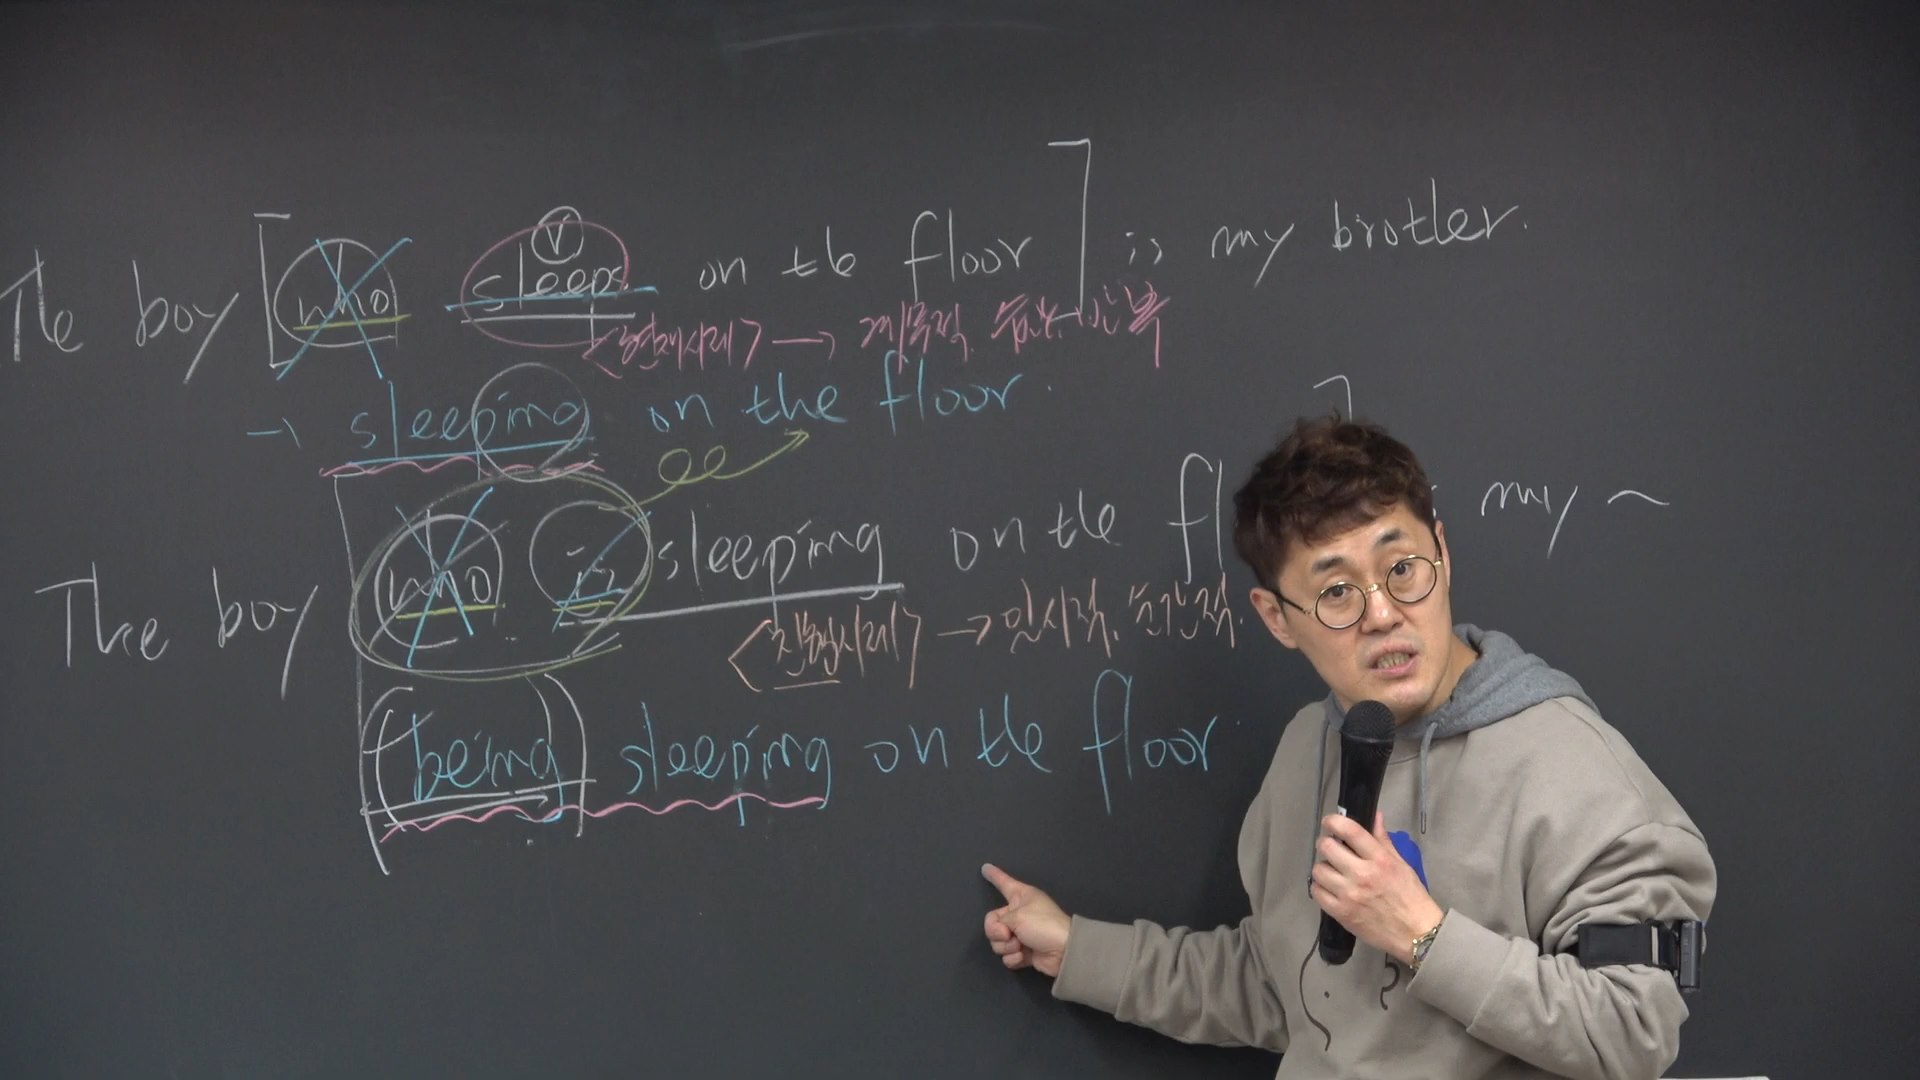 The boy [ who sleeps on the floor ] is my brother.
V
<현재시제> → 계속적, 습관, 반복
→ sleeping on the floor.
The boy [ who is sleeping on the fl ] my ~
<진행시제> → 일시적, 순간적.
(being) sleeping on the floor.